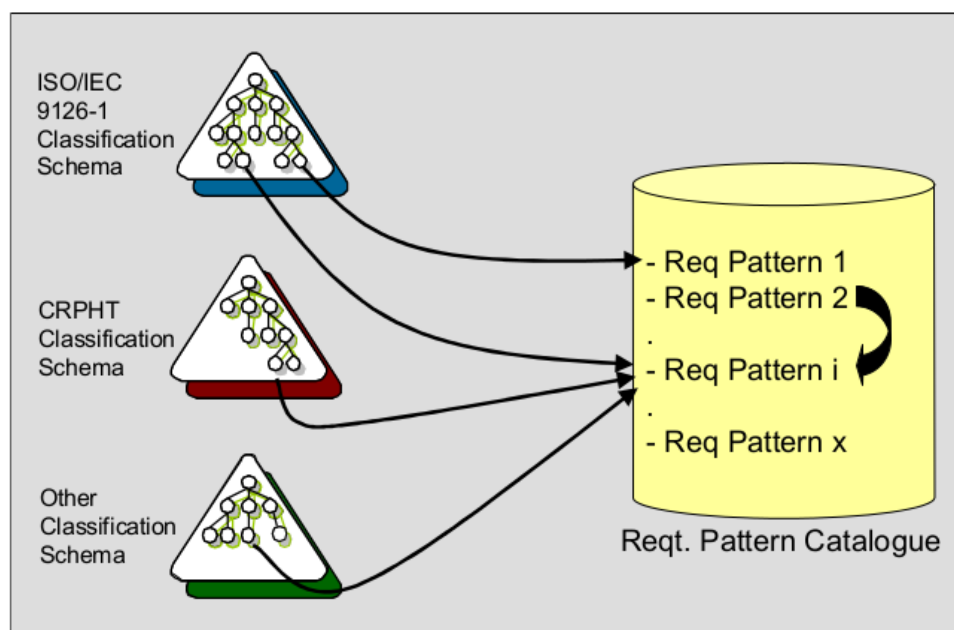 ISO/IEC
9126-1
Classification
Schema
CRPHT
Classification
Schema
Other
Classification
Schema
- Req Pattern 1
- Req Pattern 2
.
- Req Pattern i
.
- Req Pattern x
Reqt. Pattern Catalogue